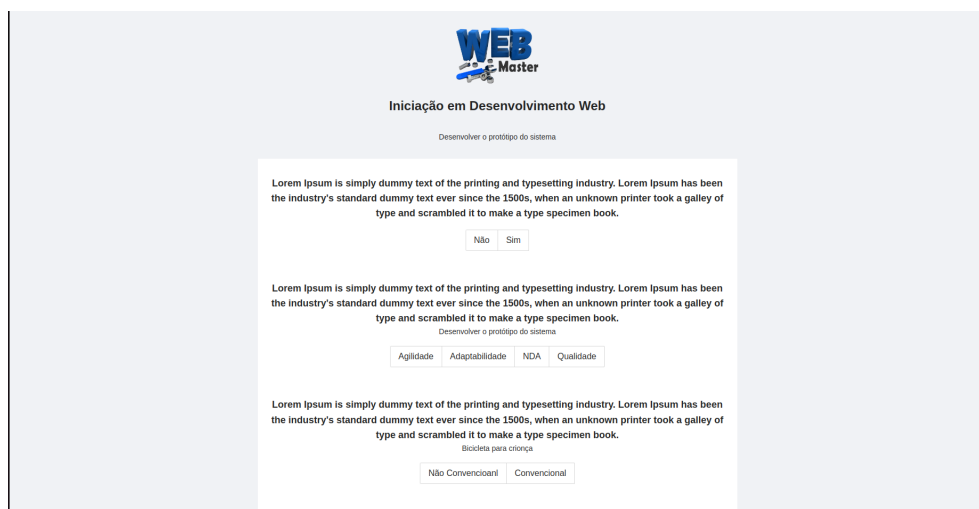 WEB
Master
Iniciação em Desenvolvimento Web
Desenvolver o protótipo do sistema
Lorem Ipsum is simply dummy text of the printing and typesetting industry. Lorem Ipsum has been
the industry's standard dummy text ever since the 1500s, when an unknown printer took a galley of
type and scrambled it to make a type specimen book.
Não Sim
Lorem Ipsum is simply dummy text of the printing and typesetting industry. Lorem Ipsum has been
the industry's standard dummy text ever since the 1500s, when an unknown printer took a galley of
type and scrambled it to make a type specimen book.
Desenvolver o protótipo do sistema
Agilidade Adaptabilidade NDA Qualidade
Lorem Ipsum is simply dummy text of the printing and typesetting industry. Lorem Ipsum has been
the industry's standard dummy text ever since the 1500s, when an unknown printer took a galley of
type and scrambled it to make a type specimen book.
Bicicleta para crionça
Não Convencioanl Convencional